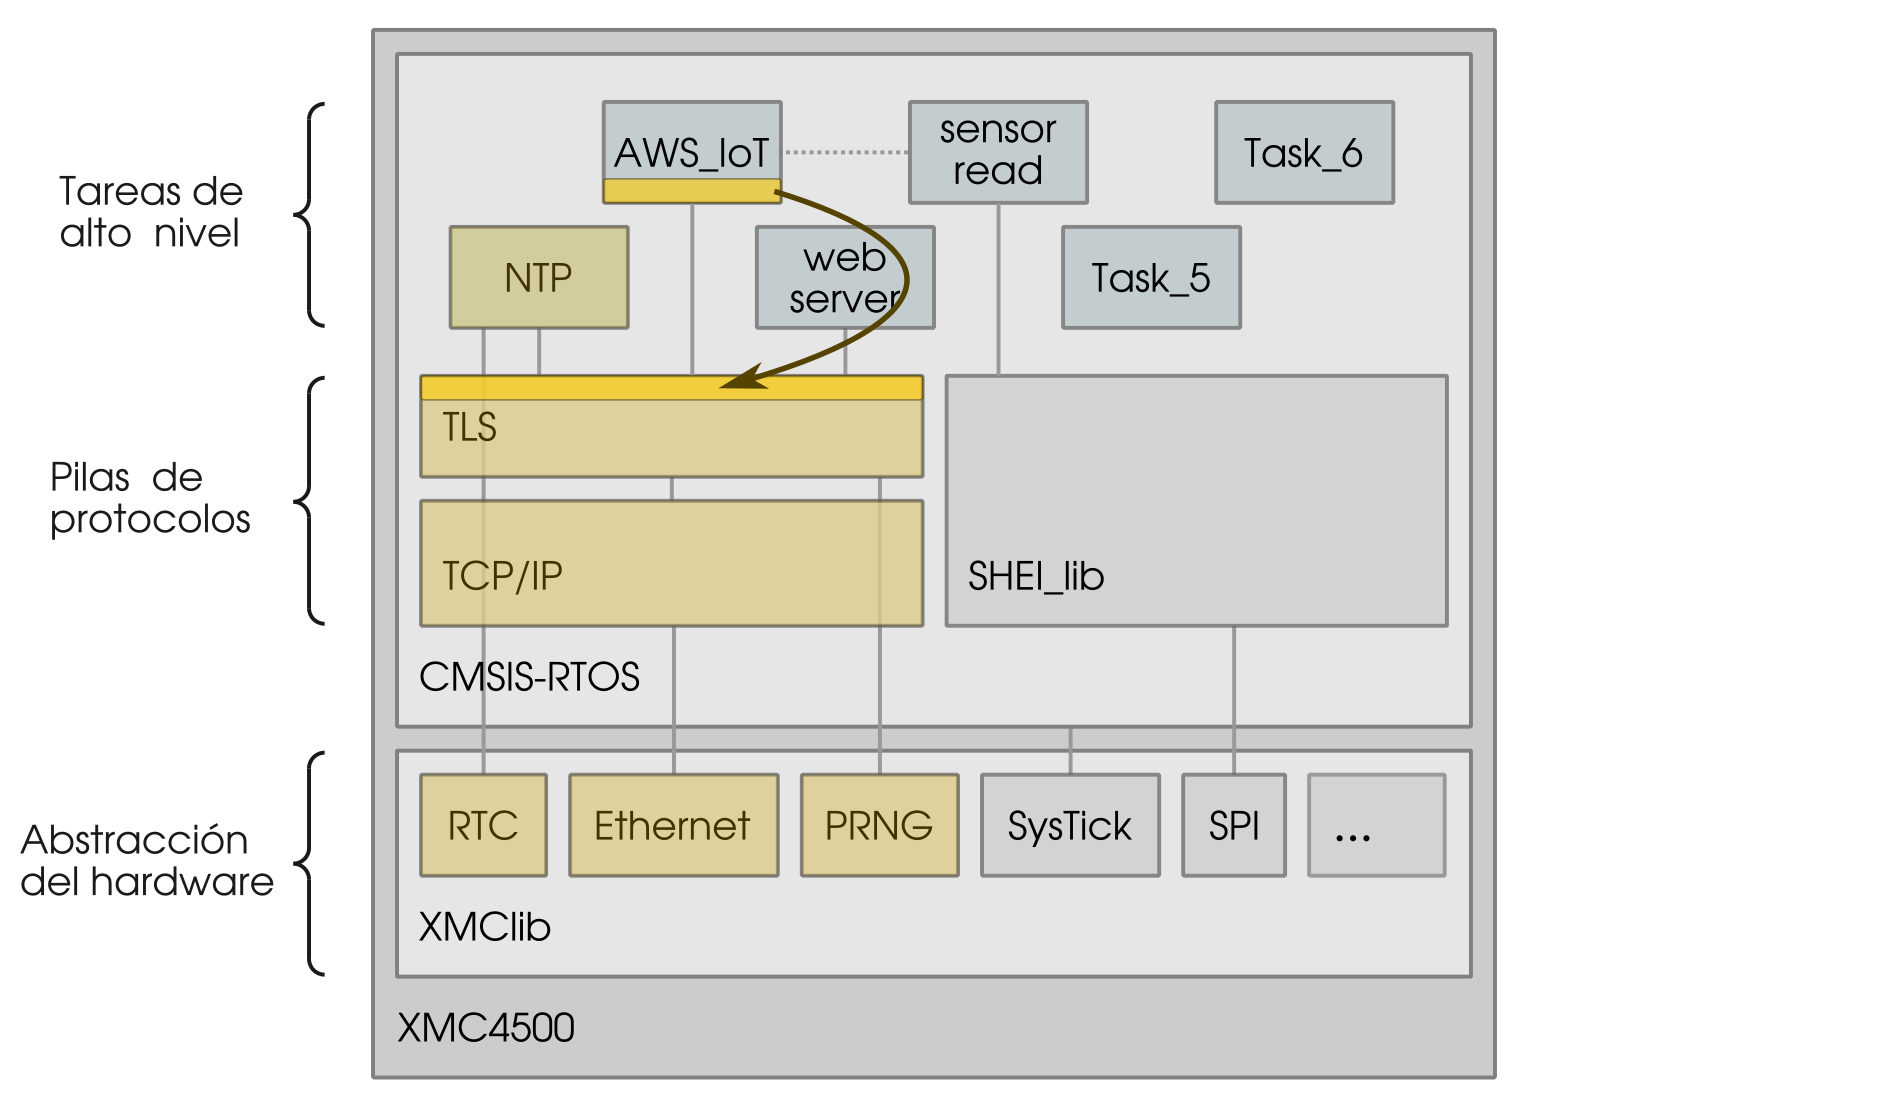 Tareas de
alto nivel
AWS_IoT
sensor
read
Task_6
NTP
web
server
Task_5
Pilas de
protocolos
TLS
TCP/IP
SHEI_lib
CMSIS-RTOS
Abstracción
del hardware
RTC
Ethernet
PRNG
SysTick
SPI
...
XMClib
XMC4500